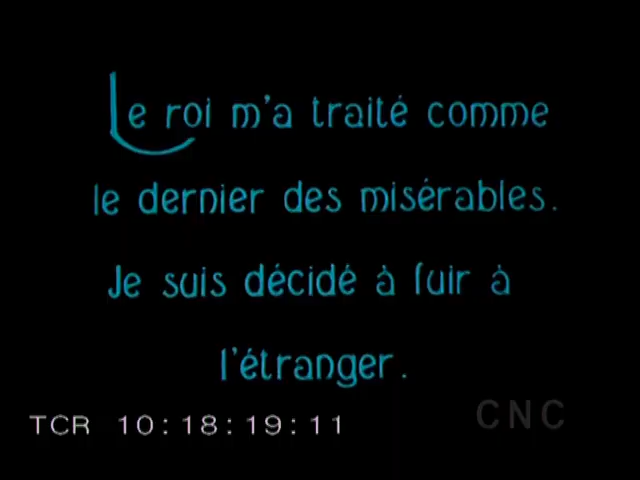 Le roi m'a traité comme
le dernier des misérables.
Je suis décidé à fuir à
l'étranger.
TCR 10:18:19:11
CNC